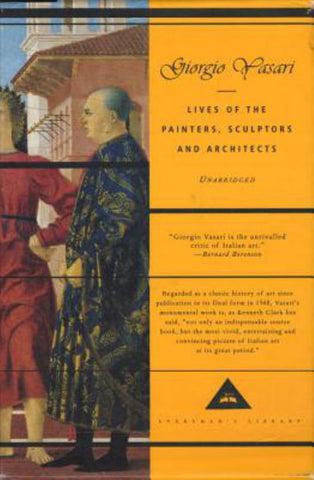 Giorgio Vasari
LIVES OF THE
PAINTERS, SCULPTORS
AND ARCHITECTS
UNABRIDGED
"Giorgio Vasari is the unrivalled
critic of Italian art."
—Bernard Berenson
Regarded as a classic history of art since
publication in its final form in 1568, Vasari's
monumental work is, as Kenneth Clark has
said, "not only an indispensable source
book, but the most vivid, entertaining and
convincing picture of Italian art
at its great period."
EVERYMAN'S LIBRARY